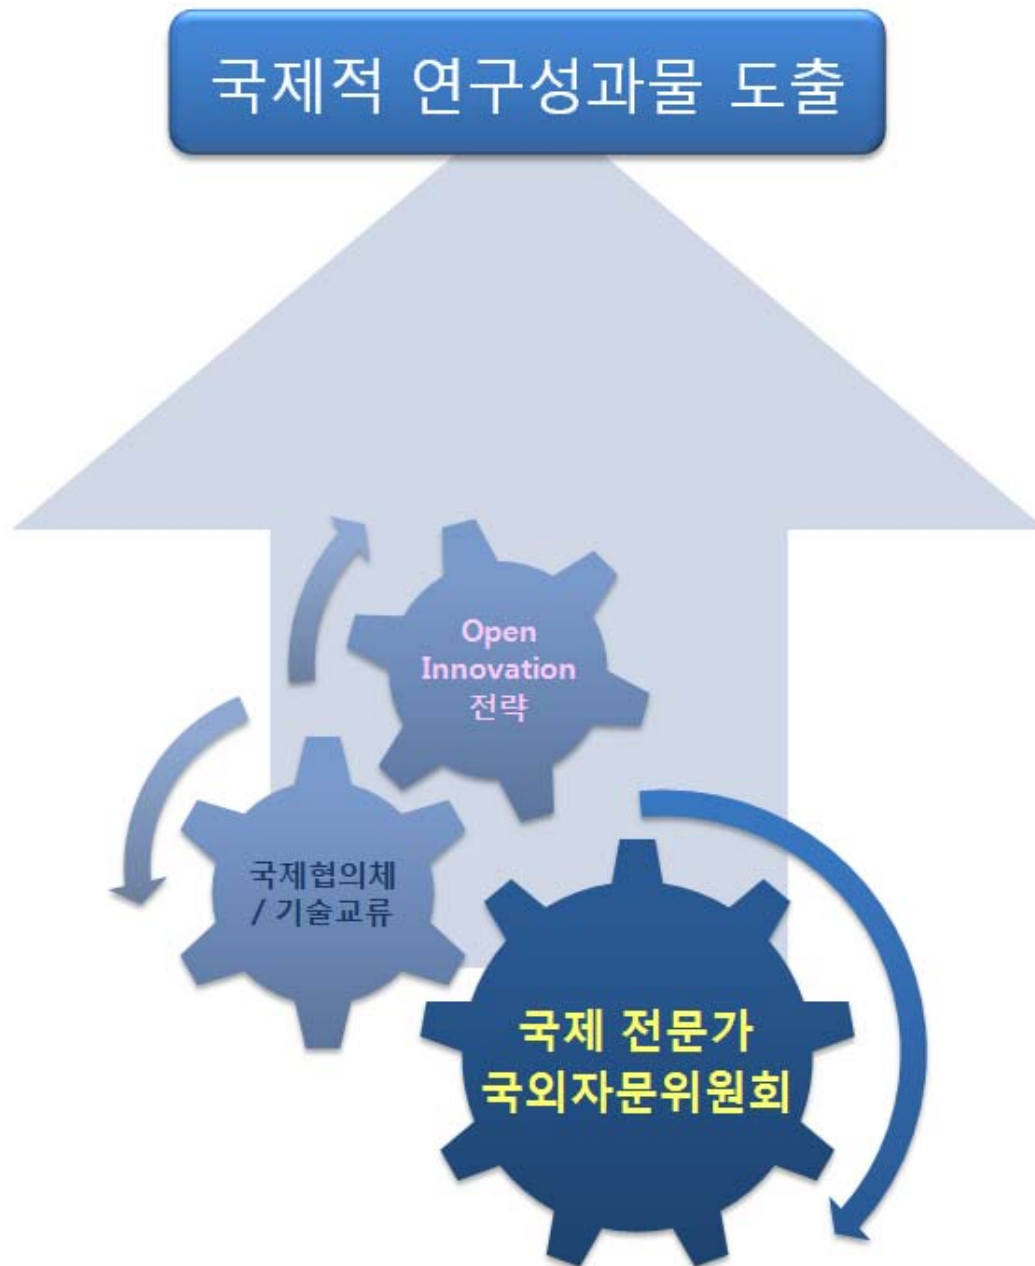 국제적 연구성과물 도출
Open
Innovation
전략
국제협의체
/ 기술교류
국제 전문가
국외자문위원회